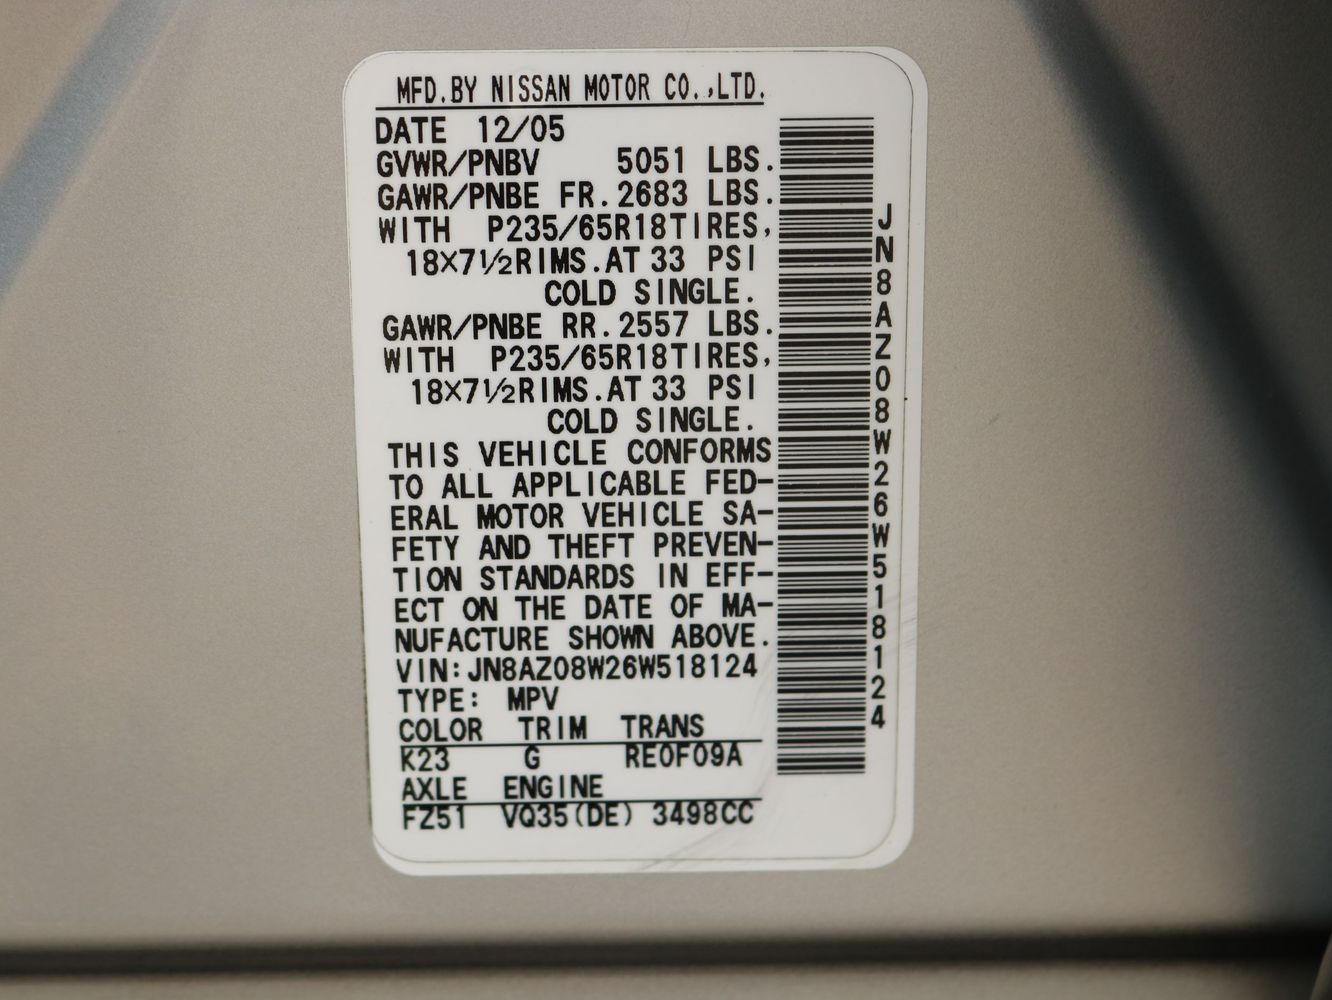 MFD.BY NISSAN MOTOR CO.,LTD.
DATE 12/05
GVWR/PNBV 5051 LBS.
GAWR/PNBE FR.2683 LBS.
WITH P235/65R18TIRES,
18×7½RIMS.AT 33 PSI
COLD SINGLE.
GAWR/PNBE RR.2557 LBS.
WITH P235/65R18TIRES,
18×7½RIMS.AT 33 PSI
COLD SINGLE.
THIS VEHICLE CONFORMS
TO ALL APPLICABLE FED-
ERAL MOTOR VEHICLE SA-
FETY AND THEFT PREVEN-
TION STANDARDS IN EFF-
ECT ON THE DATE OF MA-
NUFACTURE SHOWN ABOVE.
VIN:JN8AZ08W26W518124
TYPE: MPV
COLOR TRIM TRANS
K23 G RE0F09A
AXLE ENGINE
FZ51 VQ35(DE) 3498CC
JN8AZ08W26W518124